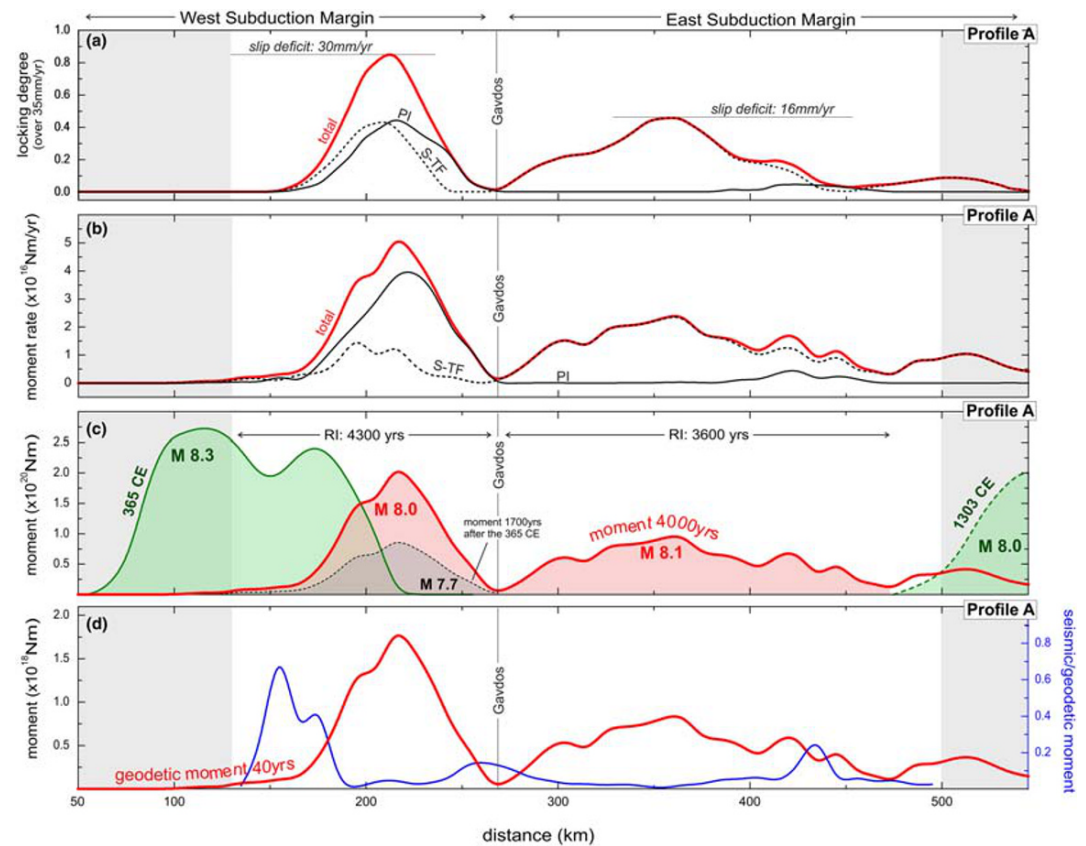 West Subduction Margin East Subduction Margin
(a) Profile A
slip deficit: 30mm/yr
slip deficit: 16mm/yr
locking degree
(over 35mm/yr)
1.0
0.8
0.6
0.4
0.2
0.0
total
PI
S-TF
Gavdos
(b) Profile A
moment rate (x10¹⁶Nm/yr)
5
4
3
2
1
0
total
S-TF
PI
Gavdos
(c) Profile A
RI: 4300 yrs RI: 3600 yrs
moment (x10²⁰Nm)
2.5
2.0
1.5
1.0
0.5
365 CE
M 8.3
M 8.0
moment 1700yrs
after the 365 CE
M 7.7
Gavdos
moment 4000yrs
M 8.1
1303 CE
M 8.0
(d) Profile A
moment (x10¹⁸Nm)
2.0
1.5
1.0
0.5
geodetic moment 40yrs
Gavdos
seismic/geodetic moment
0.8
0.6
0.4
0.2
50 100 200 300 400 500
distance (km)